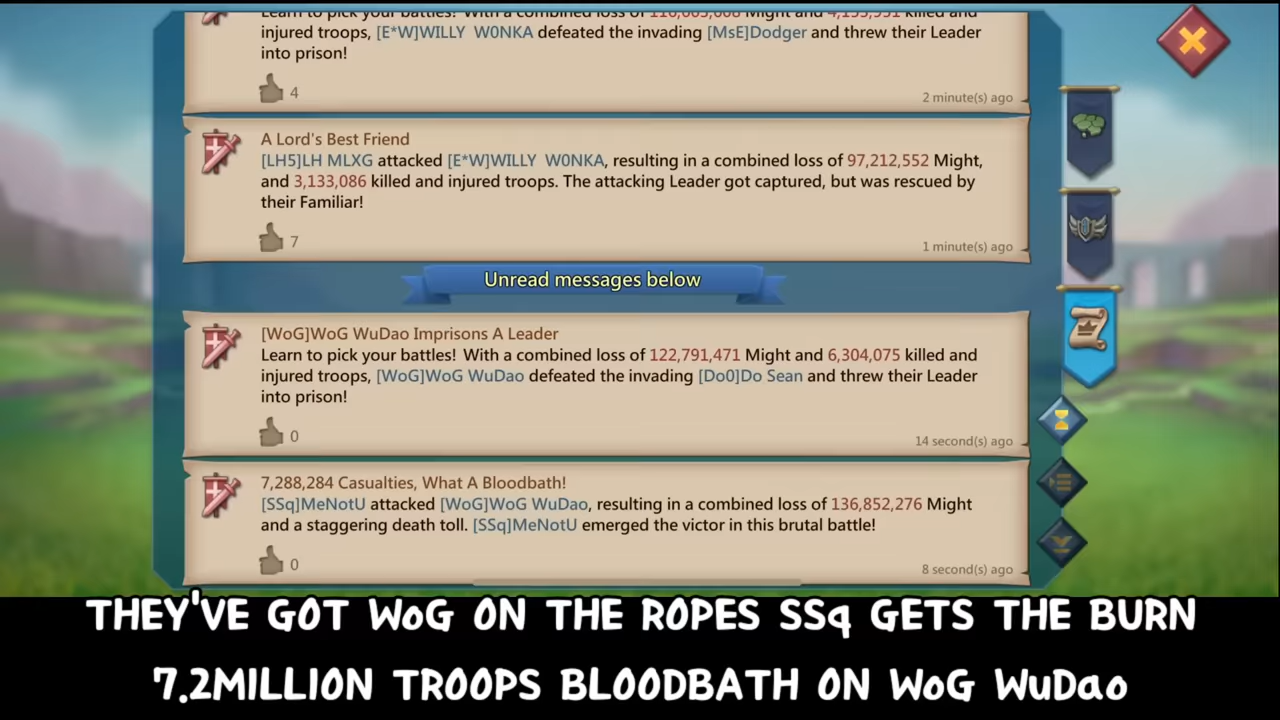 injured troops, [E*W]WILLY W0NKA defeated the invading [MsE]Dodger and threw their Leader
into prison!
4
2 minute(s) ago
A Lord's Best Friend
[LH5]LH MLXG attacked [E*W]WILLY W0NKA, resulting in a combined loss of 97,212,552 Might,
and 3,133,086 killed and injured troops. The attacking Leader got captured, but was rescued by
their Familiar!
7
1 minute(s) ago
Unread messages below
[WoG]WoG WuDao Imprisons A Leader
Learn to pick your battles! With a combined loss of 122,791,471 Might and 6,304,075 killed and
injured troops, [WoG]WoG WuDao defeated the invading [Do0]Do Sean and threw their Leader
into prison!
0
14 second(s) ago
7,288,284 Casualties, What A Bloodbath!
[SSq]MeNotU attacked [WoG]WoG WuDao, resulting in a combined loss of 136,852,276 Might
and a staggering death toll. [SSq]MeNotU emerged the victor in this brutal battle!
0
8 second(s) ago
THEY'VE GOT WoG ON THE ROPES SSq GETS THE BURN
7.2MILLION TROOPS BLOODBATH ON WoG WuDao